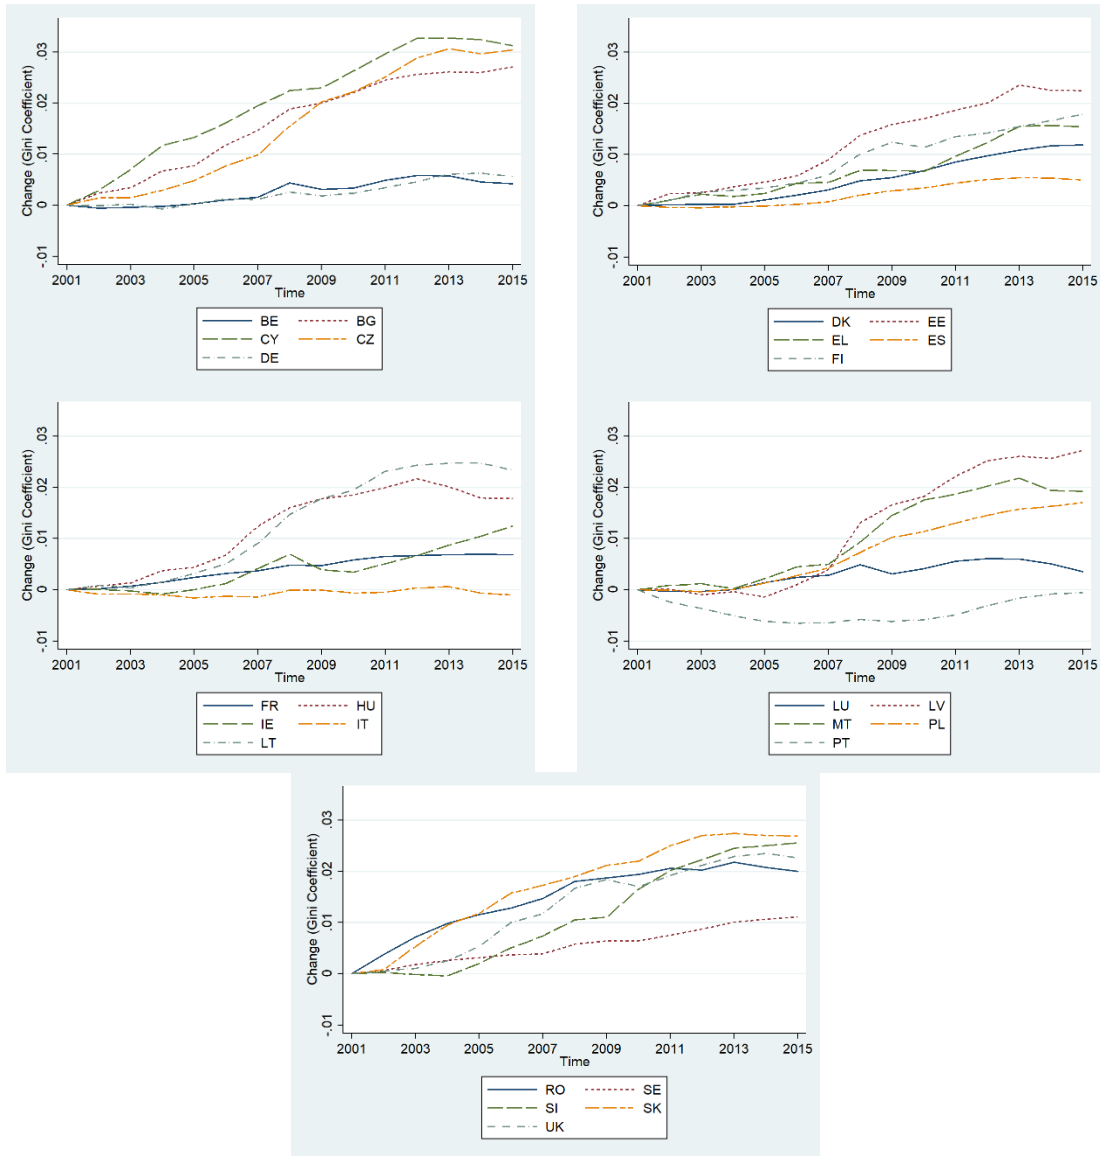 Change (Gini Coefficient)
.03
.02
.01
0
-.01
2001 2003 2005 2007 2009 2011 2013 2015
Time
BE BG
CY CZ
DE
Change (Gini Coefficient)
.03
.02
.01
0
-.01
2001 2003 2005 2007 2009 2011 2013 2015
Time
DK EE
EL ES
FI
Change (Gini Coefficient)
.03
.02
.01
0
-.01
2001 2003 2005 2007 2009 2011 2013 2015
Time
FR HU
IE IT
LT
Change (Gini Coefficient)
.03
.02
.01
0
-.01
2001 2003 2005 2007 2009 2011 2013 2015
Time
LU LV
MT PL
PT
Change (Gini Coefficient)
.03
.02
.01
0
-.01
2001 2003 2005 2007 2009 2011 2013 2015
Time
RO SE
SI SK
UK